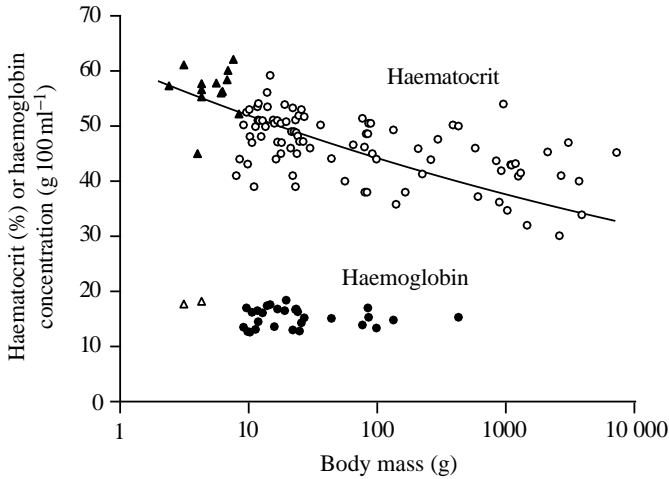 Haematocrit (%) or haemoglobin
concentration (g 100 ml⁻¹)
70
60
50
40
30
20
10
0
Haematocrit
Haemoglobin
1
10
100
1000
10 000
Body mass (g)